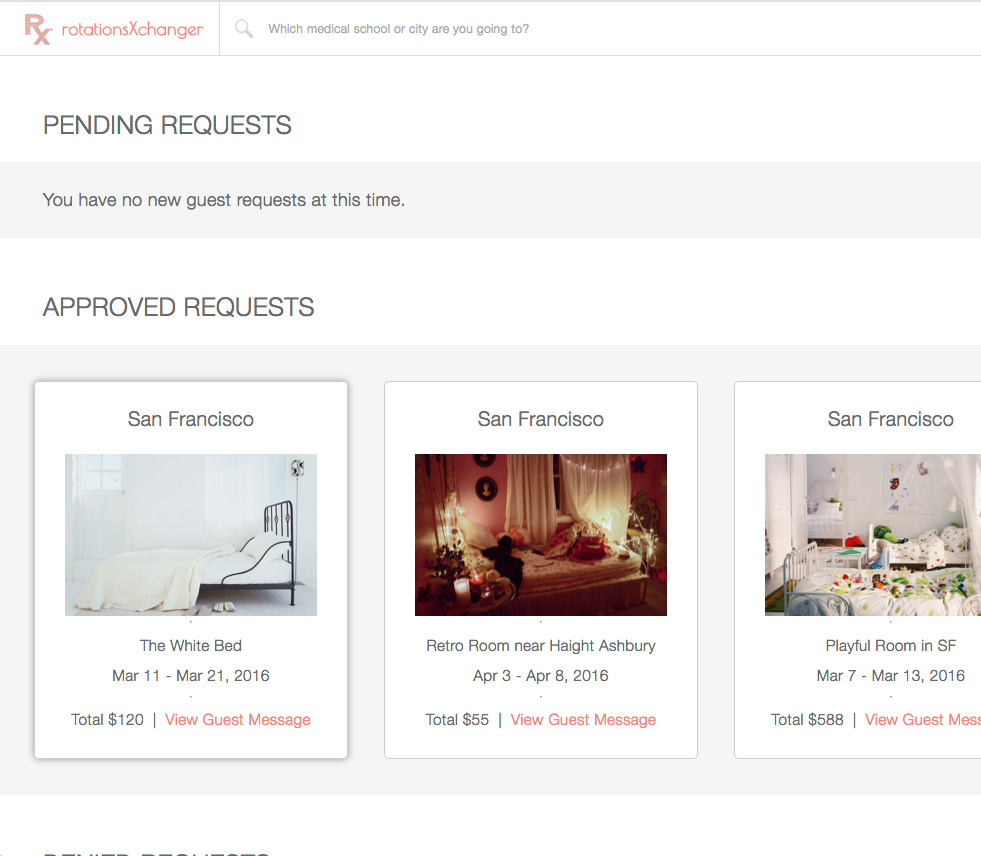 Rx rotationsXchanger
Which medical school or city are you going to?
PENDING REQUESTS
You have no new guest requests at this time.
APPROVED REQUESTS
San Francisco
The White Bed
Mar 11 - Mar 21, 2016
Total $120 | View Guest Message
San Francisco
Retro Room near Haight Ashbury
Apr 3 - Apr 8, 2016
Total $55 | View Guest Message
San Francisco
Playful Room in SF
Mar 7 - Mar 13, 2016
Total $588 | View Guest Mess
DENIED REQUESTS